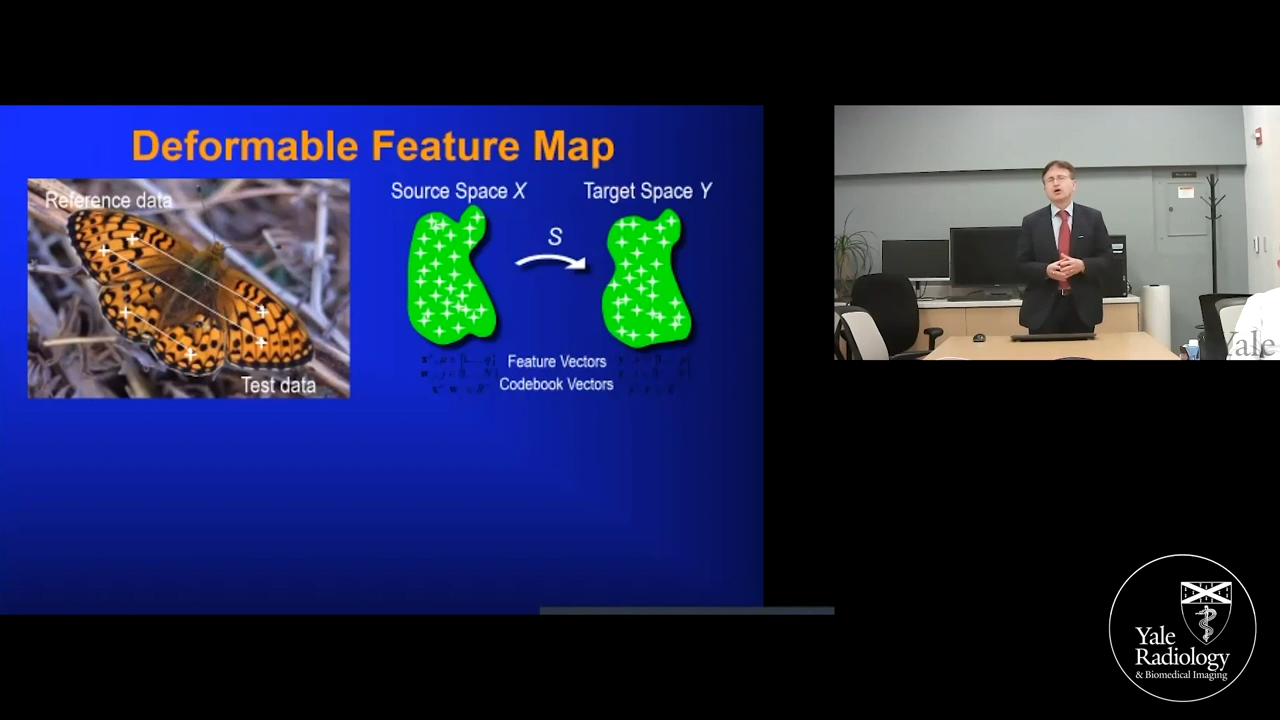 Deformable Feature Map
Reference data
Test data
Source Space X
Target Space Y
S
Feature Vectors
Codebook Vectors
Yale
Yale
Radiology
& Biomedical Imaging